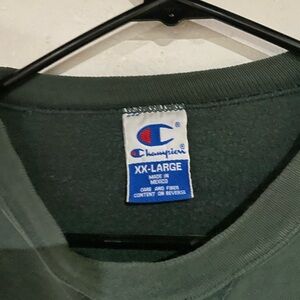 Champion
XX-LARGE
MADE IN
MEXICO
CARE AND FIBER
CONTENT ON REVERSE